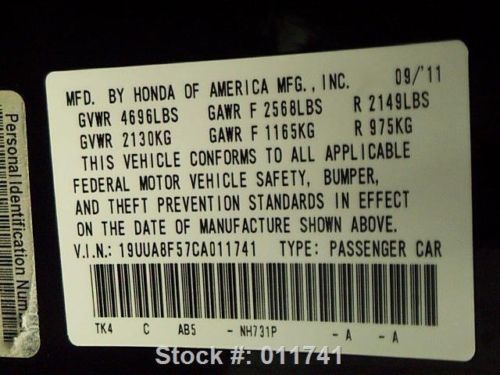 MFD. BY HONDA OF AMERICA MFG., INC. 09/'11
GVWR 4696LBS GAWR F 2568LBS R 2149LBS
GVWR 2130KG GAWR F 1165KG R 975KG
THIS VEHICLE CONFORMS TO ALL APPLICABLE
FEDERAL MOTOR VEHICLE SAFETY, BUMPER,
AND THEFT PREVENTION STANDARDS IN EFFECT
ON THE DATE OF MANUFACTURE SHOWN ABOVE.
V.I.N.: 19UUA8F57CA011741 TYPE: PASSENGER CAR
TK4 C AB5 - NH731P - A - A
Personal Identification
Stock #: 011741